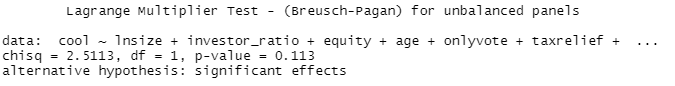 Lagrange Multiplier Test - (Breusch-Pagan) for unbalanced panels
data: cool ~ lnsize + investor_ratio + equity + age + onlyvote + taxrelief + ...
chisq = 2.5113, df = 1, p-value = 0.113
alternative hypothesis: significant effects